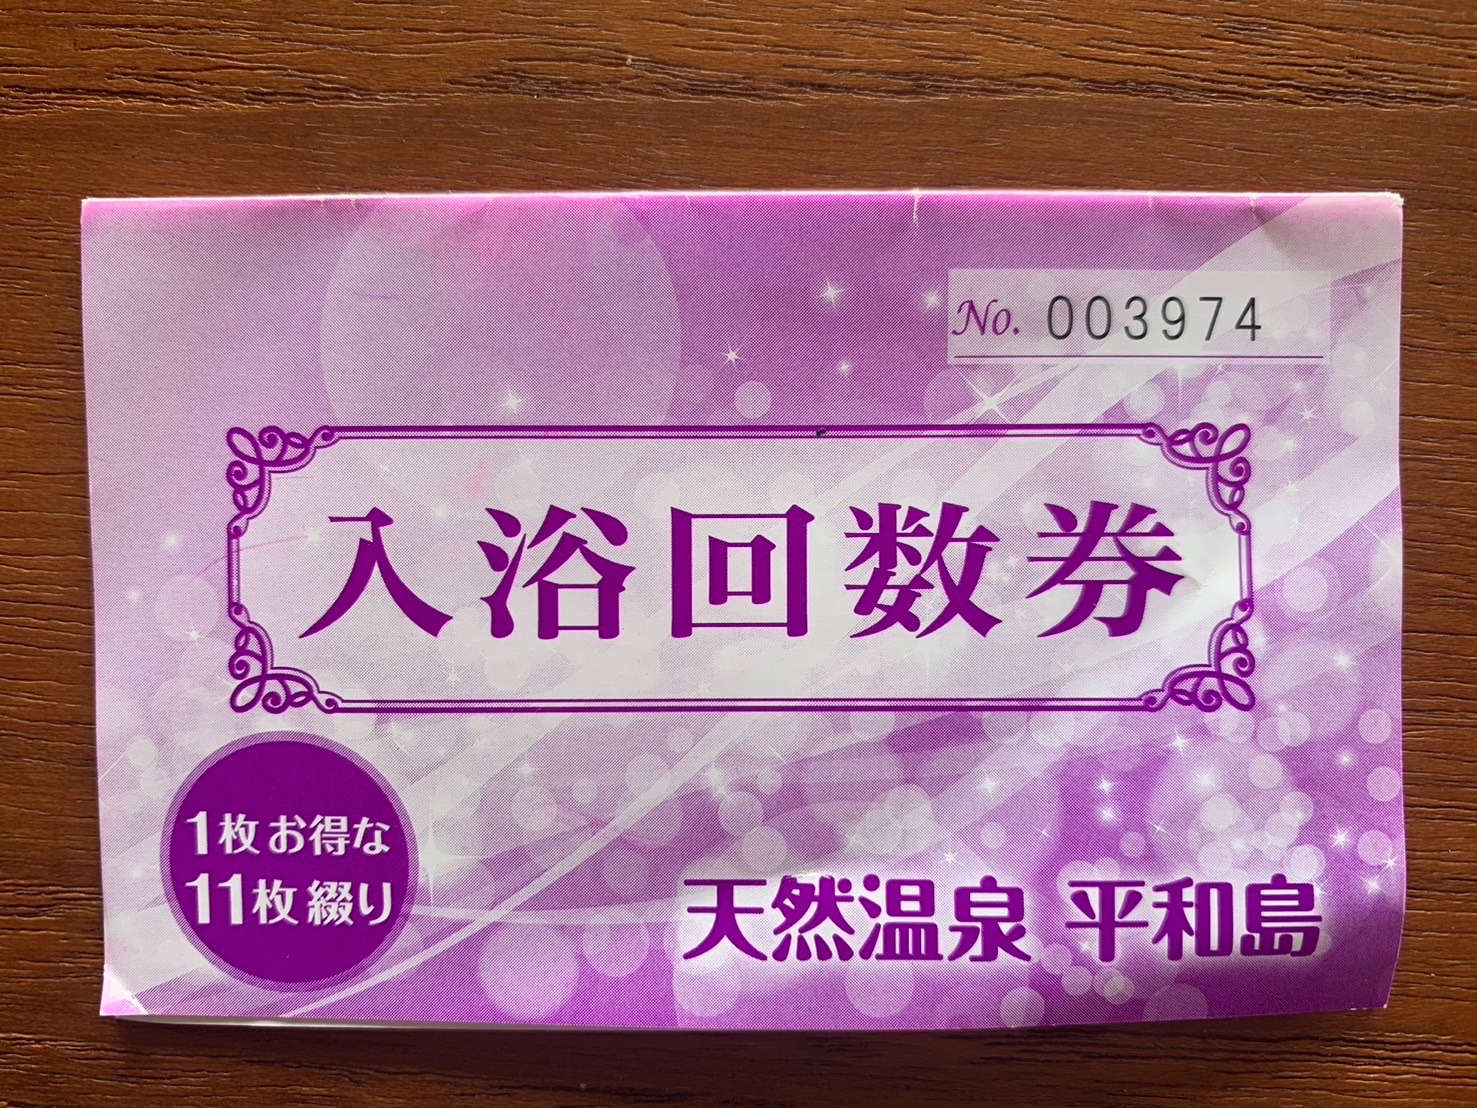 No. 003974
入浴回数券
1枚お得な
11枚綴り
天然温泉 平和島